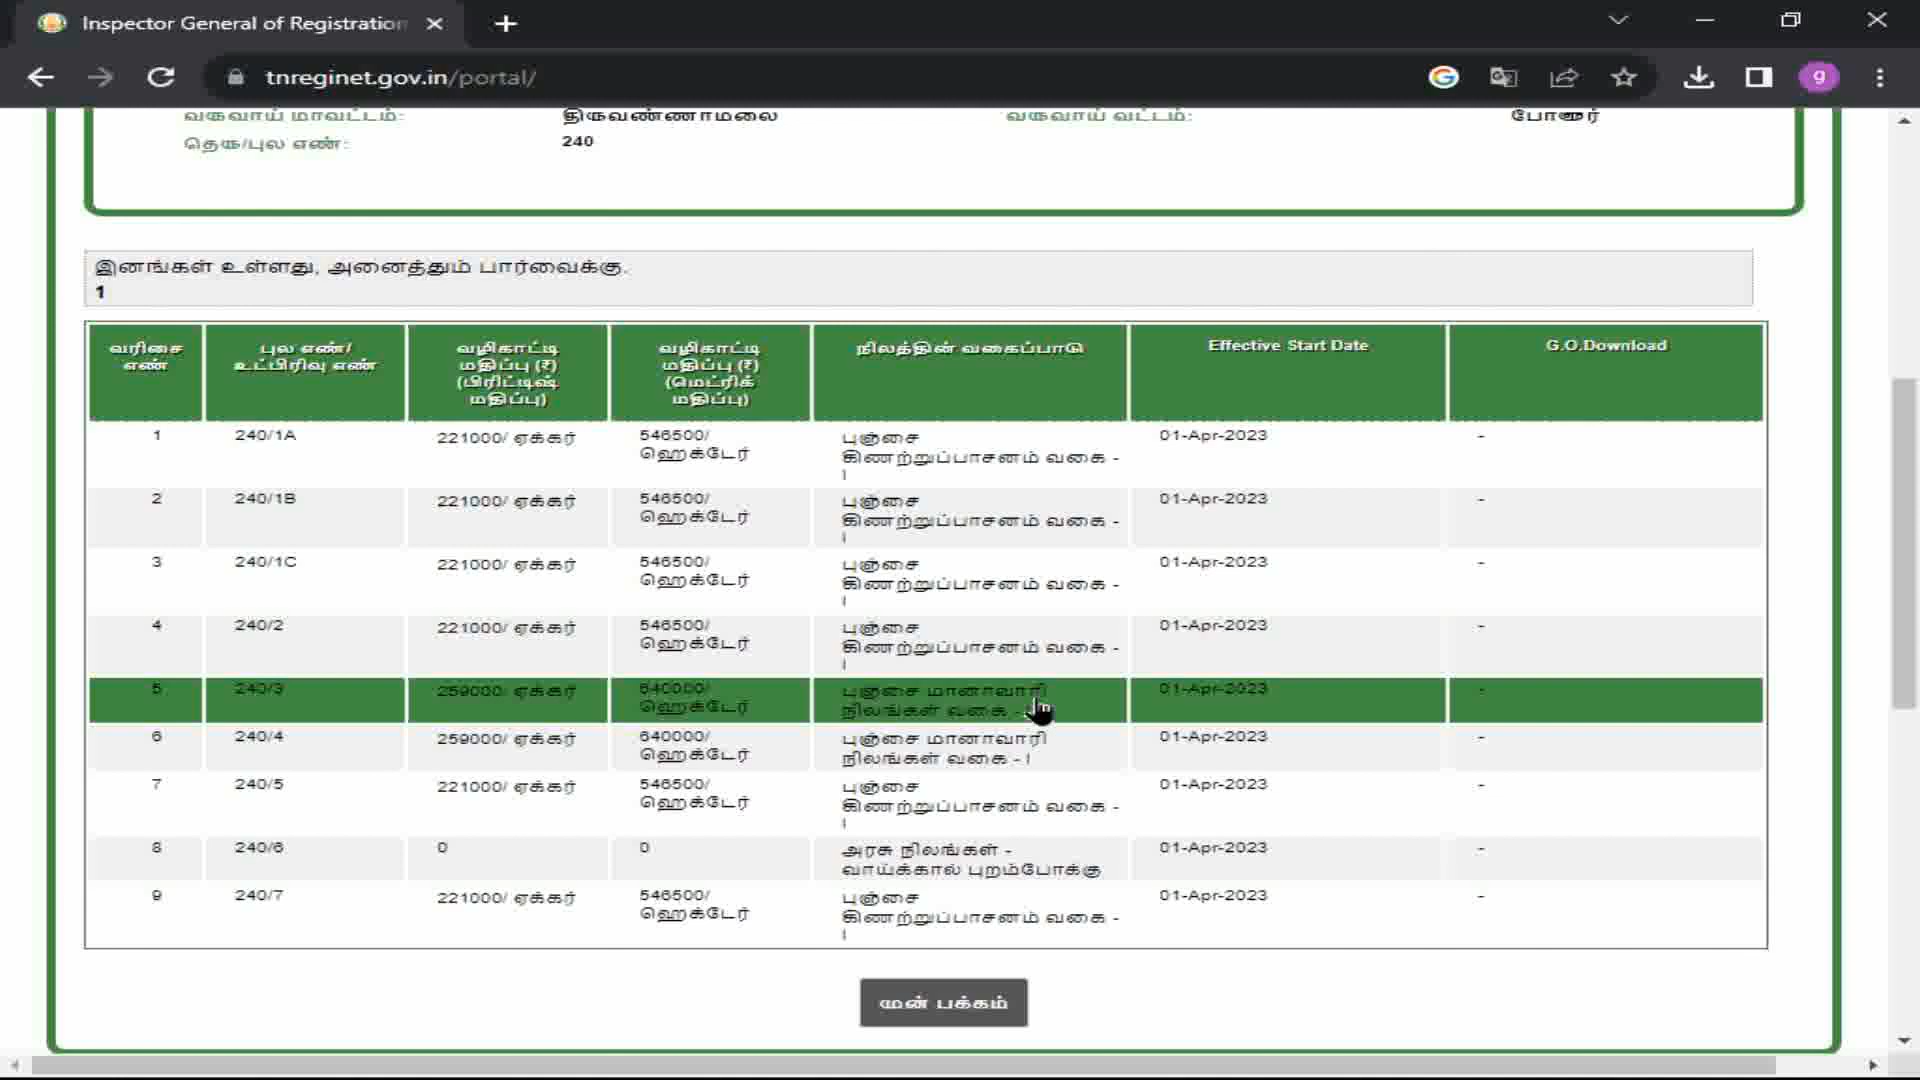 Inspector General of Registration
tnreginet.gov.in/portal/
g
வருவாய் மாவட்டம்: திருவண்ணாமலை வருவாய் வட்டம்: போளூர்
தெரு/புல எண்: 240
இனங்கள் உள்ளது, அனைத்தும் பார்வைக்கு.
1
வரிசை எண் புல எண்/ உட்பிரிவு எண் வழிகாட்டி மதிப்பு (₹) (பிரிட்டிஷ் மதிப்பு) வழிகாட்டி மதிப்பு (₹) (மெட்ரிக் மதிப்பு) நிலத்தின் வகைப்பாடு Effective Start Date G.O.Download
1 240/1A 221000/ ஏக்கர் 546500/ ஹெக்டேர் புஞ்சை கிணற்றுப்பாசனம் வகை - I 01-Apr-2023 -
2 240/1B 221000/ ஏக்கர் 546500/ ஹெக்டேர் புஞ்சை கிணற்றுப்பாசனம் வகை - I 01-Apr-2023 -
3 240/1C 221000/ ஏக்கர் 546500/ ஹெக்டேர் புஞ்சை கிணற்றுப்பாசனம் வகை - I 01-Apr-2023 -
4 240/2 221000/ ஏக்கர் 546500/ ஹெக்டேர் புஞ்சை கிணற்றுப்பாசனம் வகை - I 01-Apr-2023 -
5 240/3 259000/ ஏக்கர் 640000/ ஹெக்டேர் புஞ்சை மானாவாரி நிலங்கள் வகை - 01-Apr-2023 -
6 240/4 259000/ ஏக்கர் 640000/ ஹெக்டேர் புஞ்சை மானாவாரி நிலங்கள் வகை - I 01-Apr-2023 -
7 240/5 221000/ ஏக்கர் 546500/ ஹெக்டேர் புஞ்சை கிணற்றுப்பாசனம் வகை - I 01-Apr-2023 -
8 240/6 0 0 அரசு நிலங்கள் - வாய்க்கால் புறம்போக்கு 01-Apr-2023 -
9 240/7 221000/ ஏக்கர் 546500/ ஹெக்டேர் புஞ்சை கிணற்றுப்பாசனம் வகை - I 01-Apr-2023 -
முன் பக்கம்